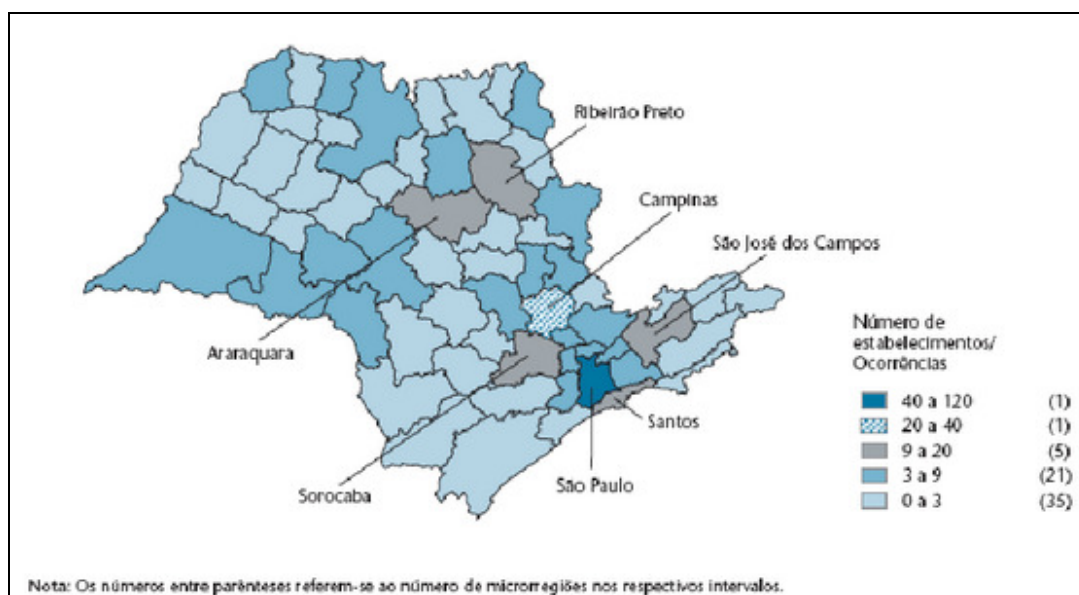 Ribeirão Preto
Campinas
São José dos Campos
Araraquara
Santos
São Paulo
Sorocaba
Número de
estabelecimentos/
Ocorrências
40 a 120 (1)
20 a 40 (1)
9 a 20 (5)
3 a 9 (21)
0 a 3 (35)
Nota: Os números entre parênteses referem-se ao número de microrregiões nos respectivos intervalos.